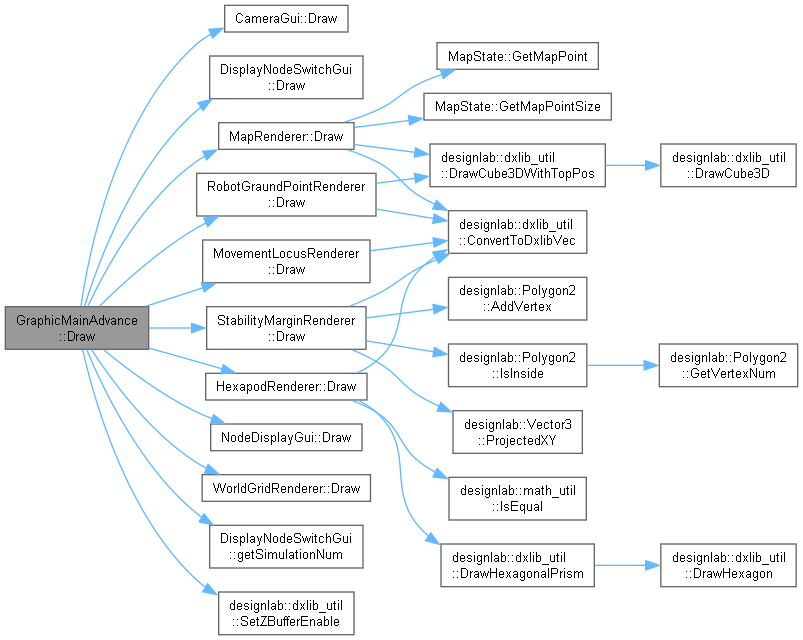 GraphicMainAdvance
::Draw
CameraGui::Draw
DisplayNodeSwitchGui
::Draw
MapRenderer::Draw
RobotGraundPointRenderer
::Draw
MovementLocusRenderer
::Draw
StabilityMarginRenderer
::Draw
HexapodRenderer::Draw
NodeDisplayGui::Draw
WorldGridRenderer::Draw
DisplayNodeSwitchGui
::getSimulationNum
designlab::dxlib_util
::SetZBufferEnable
MapState::GetMapPoint
MapState::GetMapPointSize
designlab::dxlib_util
::DrawCube3DWithTopPos
designlab::dxlib_util
::ConvertToDxlibVec
designlab::Polygon2
::AddVertex
designlab::Polygon2
::IsInside
designlab::Vector3
::ProjectedXY
designlab::math_util
::IsEqual
designlab::dxlib_util
::DrawHexagonalPrism
designlab::dxlib_util
::DrawCube3D
designlab::Polygon2
::GetVertexNum
designlab::dxlib_util
::DrawHexagon